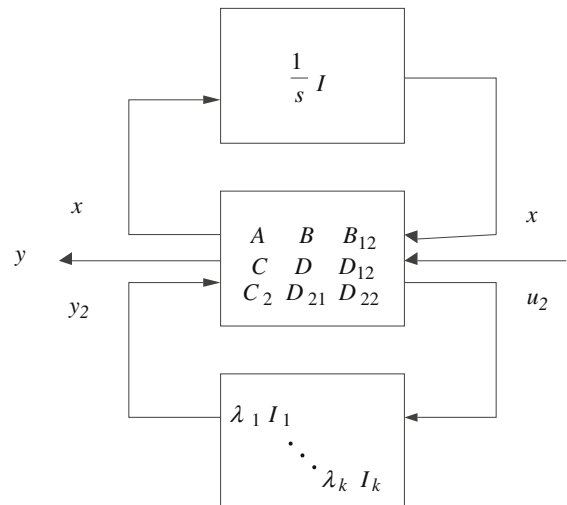 1
s I
x
x
A B B12
y
C D D12
C2 D21 D22
y2
u2
λ1 I1
λk Ik